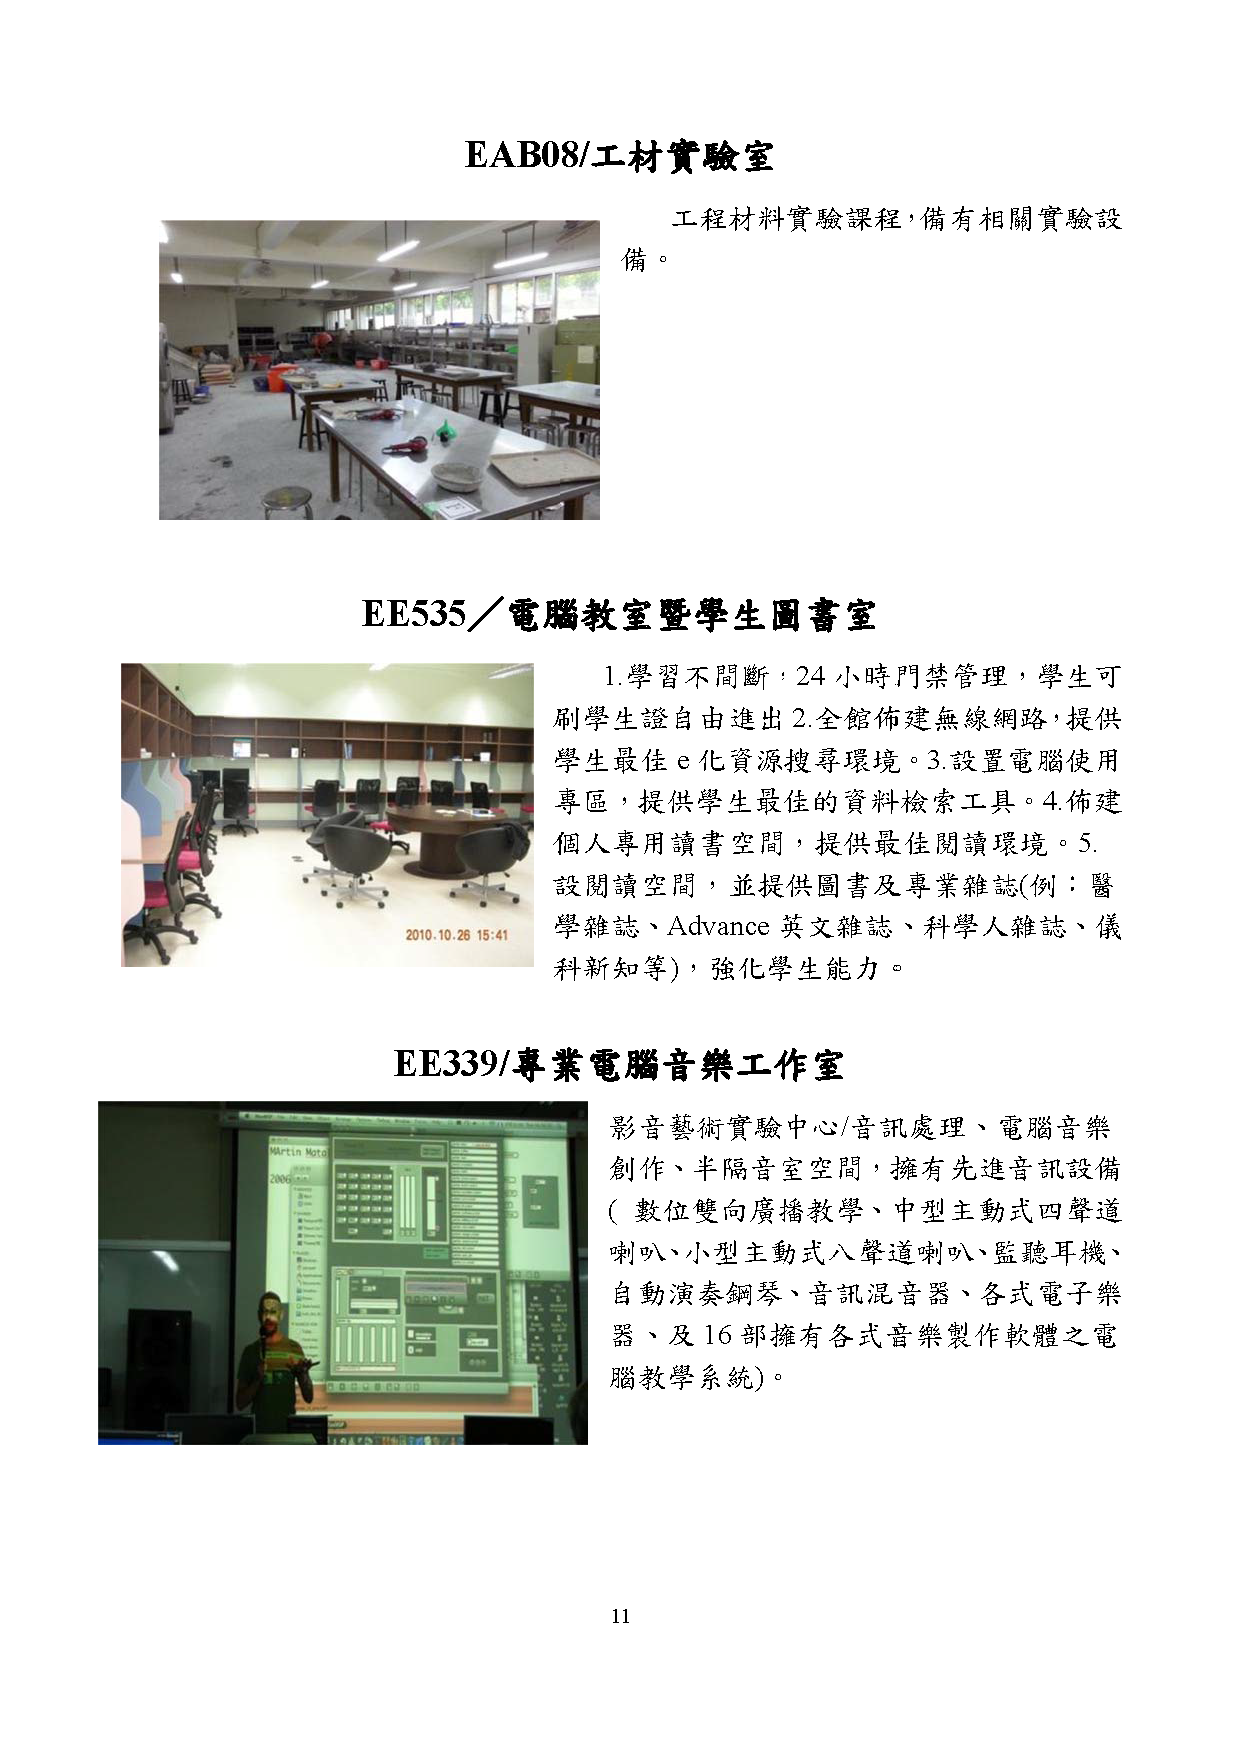 EAB08/工材實驗室
工程材料實驗課程，備有相關實驗設
備。
EE535／電腦教室暨學生圖書室
1.學習不間斷，24 小時門禁管理，學生可
刷學生證自由進出 2.全館佈建無線網路，提供
學生最佳 e 化資源搜尋環境。3.設置電腦使用
專區，提供學生最佳的資料檢索工具。4.佈建
個人專用讀書空間，提供最佳閱讀環境。5.
設閱讀空間，並提供圖書及專業雜誌(例：醫
學雜誌、Advance 英文雜誌、科學人雜誌、儀
科新知等)，強化學生能力。
2010.10.26 15:41
EE339/專業電腦音樂工作室
影音藝術實驗中心/音訊處理、電腦音樂
創作、半隔音室空間，擁有先進音訊設備
( 數位雙向廣播教學、中型主動式四聲道
喇叭、小型主動式八聲道喇叭、監聽耳機、
自動演奏鋼琴、音訊混音器、各式電子樂
器、及 16 部擁有各式音樂製作軟體之電
腦教學系統)。
MArtin Mato
2006
11